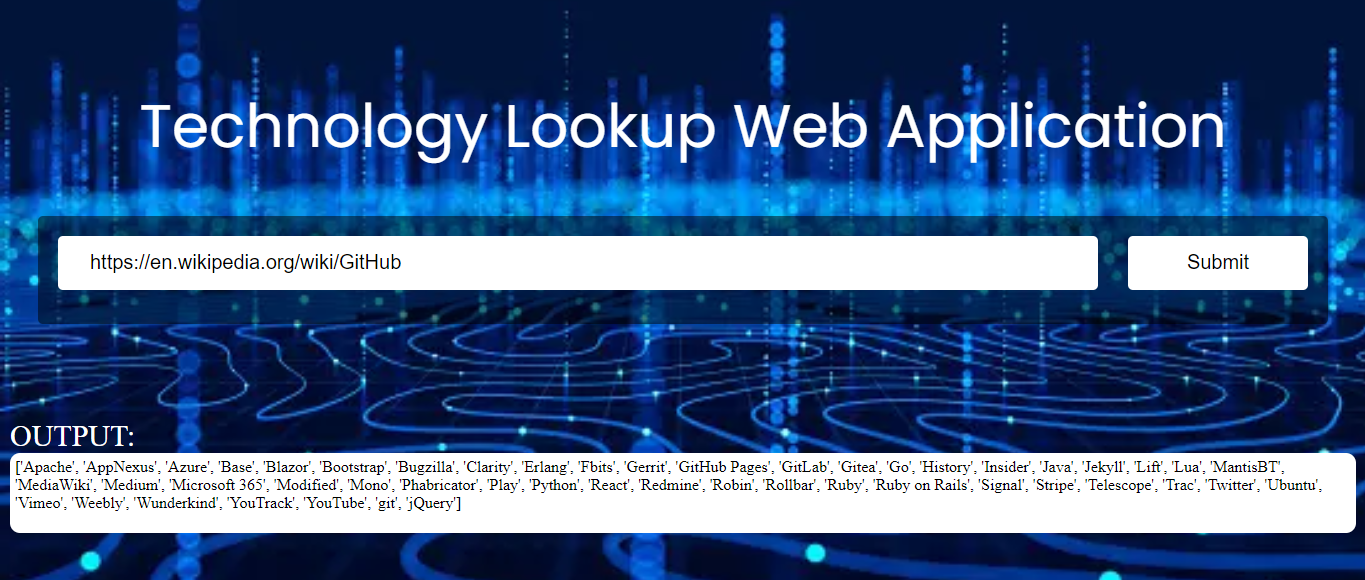 Technology Lookup Web Application
https://en.wikipedia.org/wiki/GitHub
Submit
OUTPUT:
['Apache', 'AppNexus', 'Azure', 'Base', 'Blazor', 'Bootstrap', 'Bugzilla', 'Clarity', 'Erlang', 'Fbits', 'Gerrit', 'GitHub Pages', 'GitLab', 'Gitea', 'Go', 'History', 'Insider', 'Java', 'Jekyll', 'Lift', 'Lua', 'MantisBT',
'MediaWiki', 'Medium', 'Microsoft 365', 'Modified', 'Mono', 'Phabricator', 'Play', 'Python', 'React', 'Redmine', 'Robin', 'Rollbar', 'Ruby', 'Ruby on Rails', 'Signal', 'Stripe', 'Telescope', 'Trac', 'Twitter', 'Ubuntu',
'Vimeo', 'Weebly', 'Wunderkind', 'YouTrack', 'YouTube', 'git', 'jQuery']